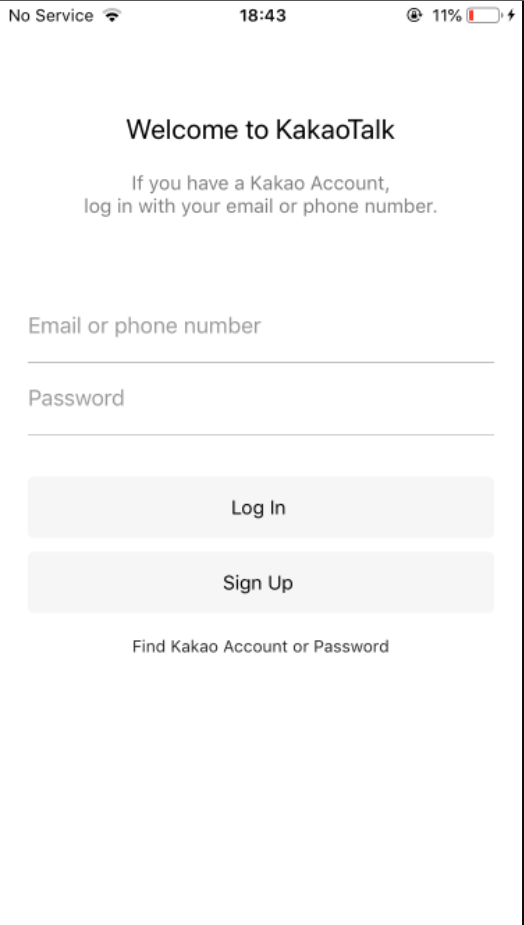 No Service 18:43 11%
Welcome to KakaoTalk
If you have a Kakao Account,
log in with your email or phone number.
Email or phone number
Password
Log In
Sign Up
Find Kakao Account or Password